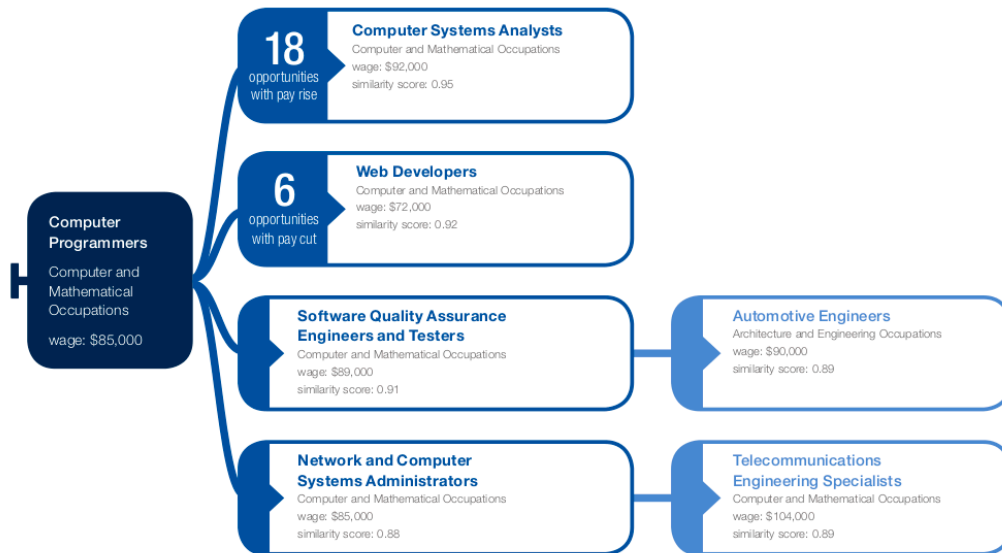 Computer
Programmers
Computer and
Mathematical
Occupations
wage: $85,000
18
opportunities
with pay rise
Computer Systems Analysts
Computer and Mathematical Occupations
wage: $92,000
similarity score: 0.95
6
opportunities
with pay cut
Web Developers
Computer and Mathematical Occupations
wage: $72,000
similarity score: 0.92
Software Quality Assurance
Engineers and Testers
Computer and Mathematical Occupations
wage: $89,000
similarity score: 0.91
Automotive Engineers
Architecture and Engineering Occupations
wage: $90,000
similarity score: 0.89
Network and Computer
Systems Administrators
Computer and Mathematical Occupations
wage: $85,000
similarity score: 0.88
Telecommunications
Engineering Specialists
Computer and Mathematical Occupations
wage: $104,000
similarity score: 0.89